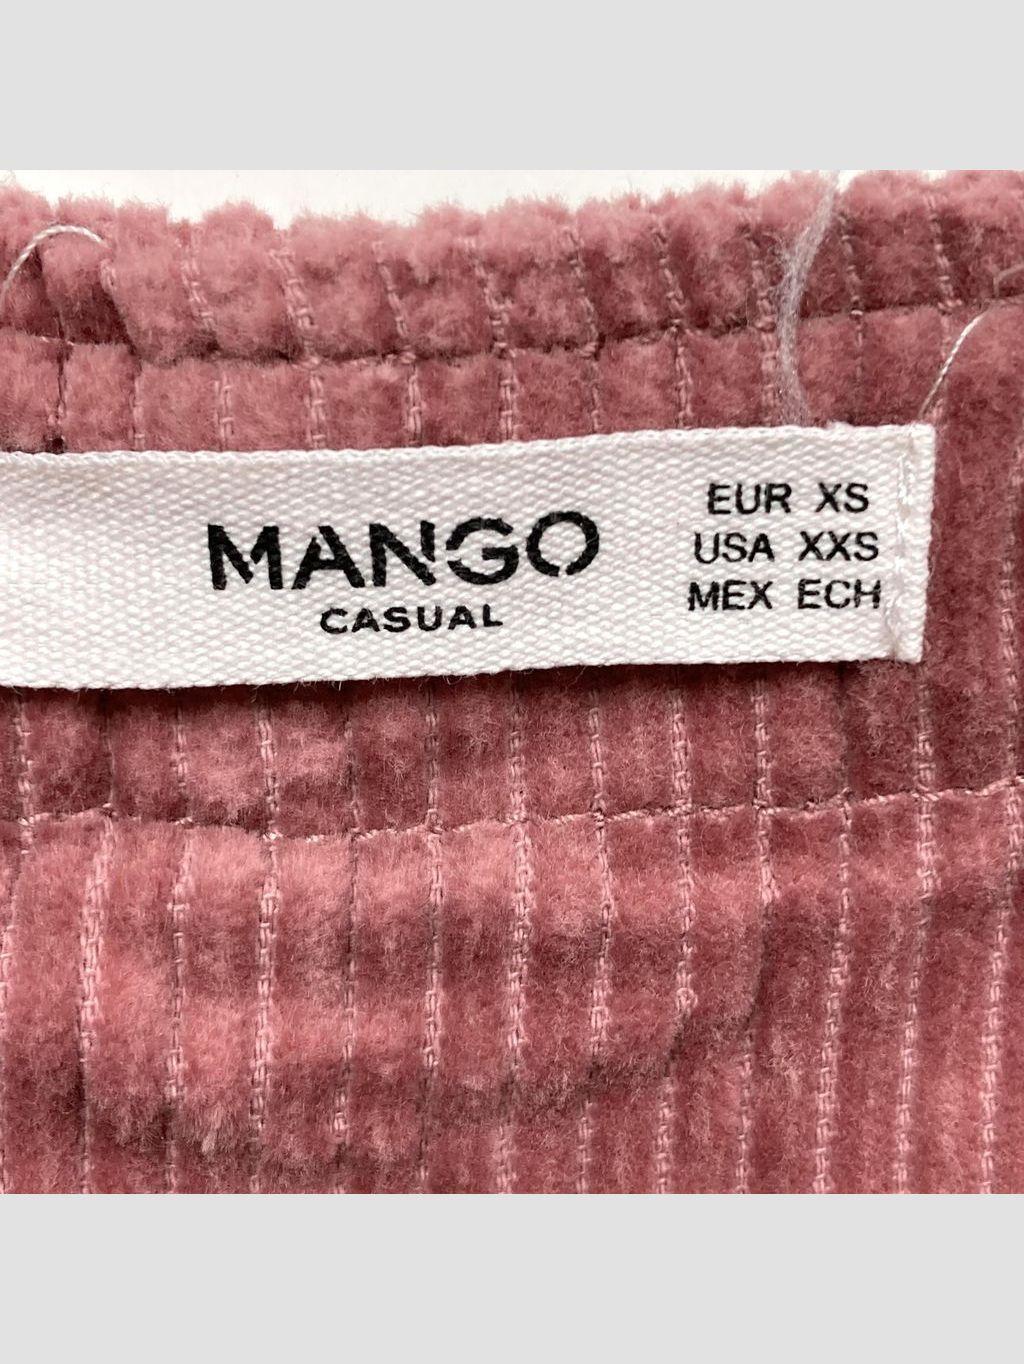 MANGO
CASUAL
EUR XS
USA XXS
MEX ECH